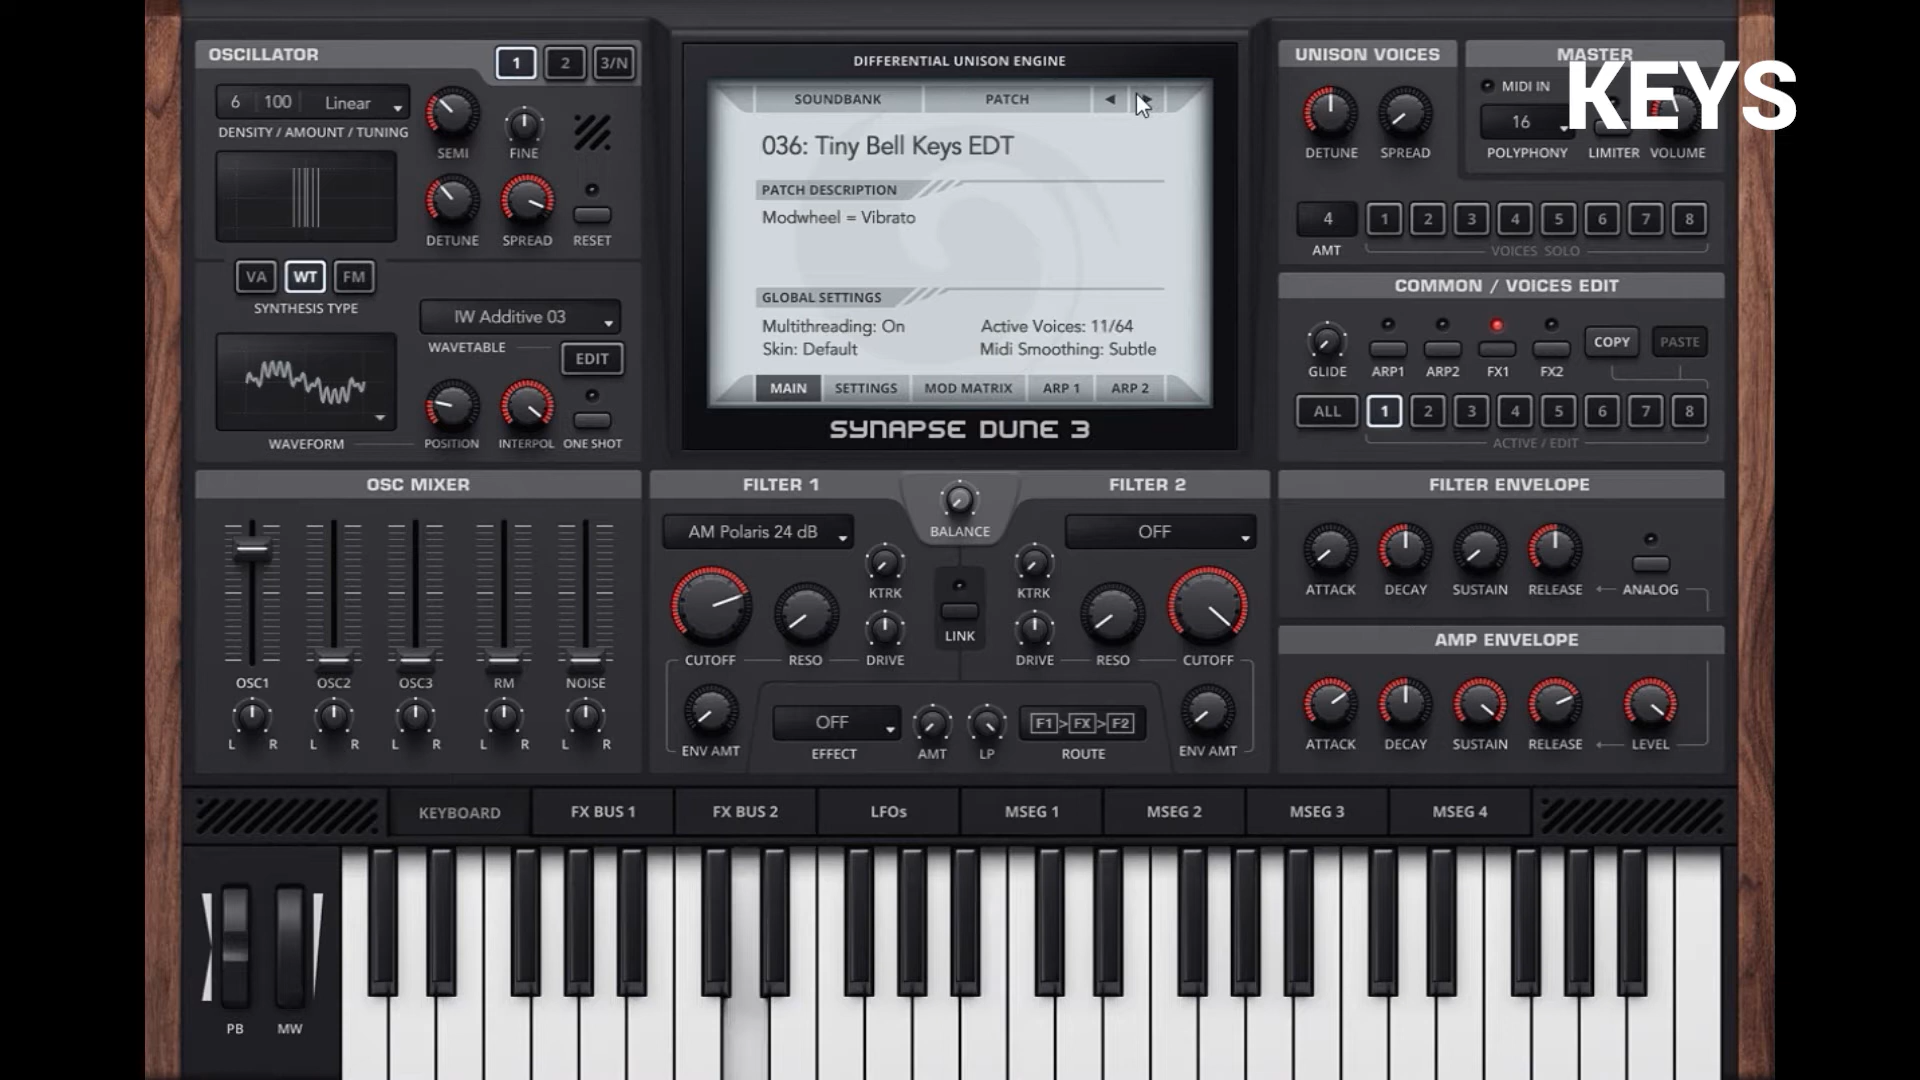 OSCILLATOR
1
2
3/N
6 100 Linear
DENSITY / AMOUNT / TUNING
SEMI
FINE
DETUNE
SPREAD
RESET
VA
WT
FM
SYNTHESIS TYPE
IW Additive 03
WAVETABLE
EDIT
WAVEFORM
POSITION
INTERPOL
ONE SHOT
DIFFERENTIAL UNISON ENGINE
SOUNDBANK
PATCH
036: Tiny Bell Keys EDT
PATCH DESCRIPTION
Modwheel = Vibrato
GLOBAL SETTINGS
Multithreading: On
Active Voices: 11/64
Skin: Default
Midi Smoothing: Subtle
MAIN
SETTINGS
MOD MATRIX
ARP 1
ARP 2
SYNAPSE DUNE 3
UNISON VOICES
DETUNE
SPREAD
MASTER
KEYS
MIDI IN
16
POLYPHONY
LIMITER
VOLUME
4
AMT
1
2
3
4
5
6
7
8
VOICES SOLO
COMMON / VOICES EDIT
GLIDE
ARP1
ARP2
FX1
FX2
COPY
PASTE
ALL
1
2
3
4
5
6
7
8
ACTIVE / EDIT
OSC MIXER
OSC1
OSC2
OSC3
RM
NOISE
L R
L R
L R
L R
L R
FILTER 1
FILTER 2
BALANCE
AM Polaris 24 dB
OFF
KTRK
KTRK
CUTOFF
RESO
DRIVE
LINK
DRIVE
RESO
CUTOFF
ENV AMT
OFF
EFFECT
AMT
LP
F1>FX>F2
ROUTE
ENV AMT
FILTER ENVELOPE
ATTACK
DECAY
SUSTAIN
RELEASE
ANALOG
AMP ENVELOPE
ATTACK
DECAY
SUSTAIN
RELEASE
LEVEL
KEYBOARD
FX BUS 1
FX BUS 2
LFOs
MSEG 1
MSEG 2
MSEG 3
MSEG 4
PB
MW